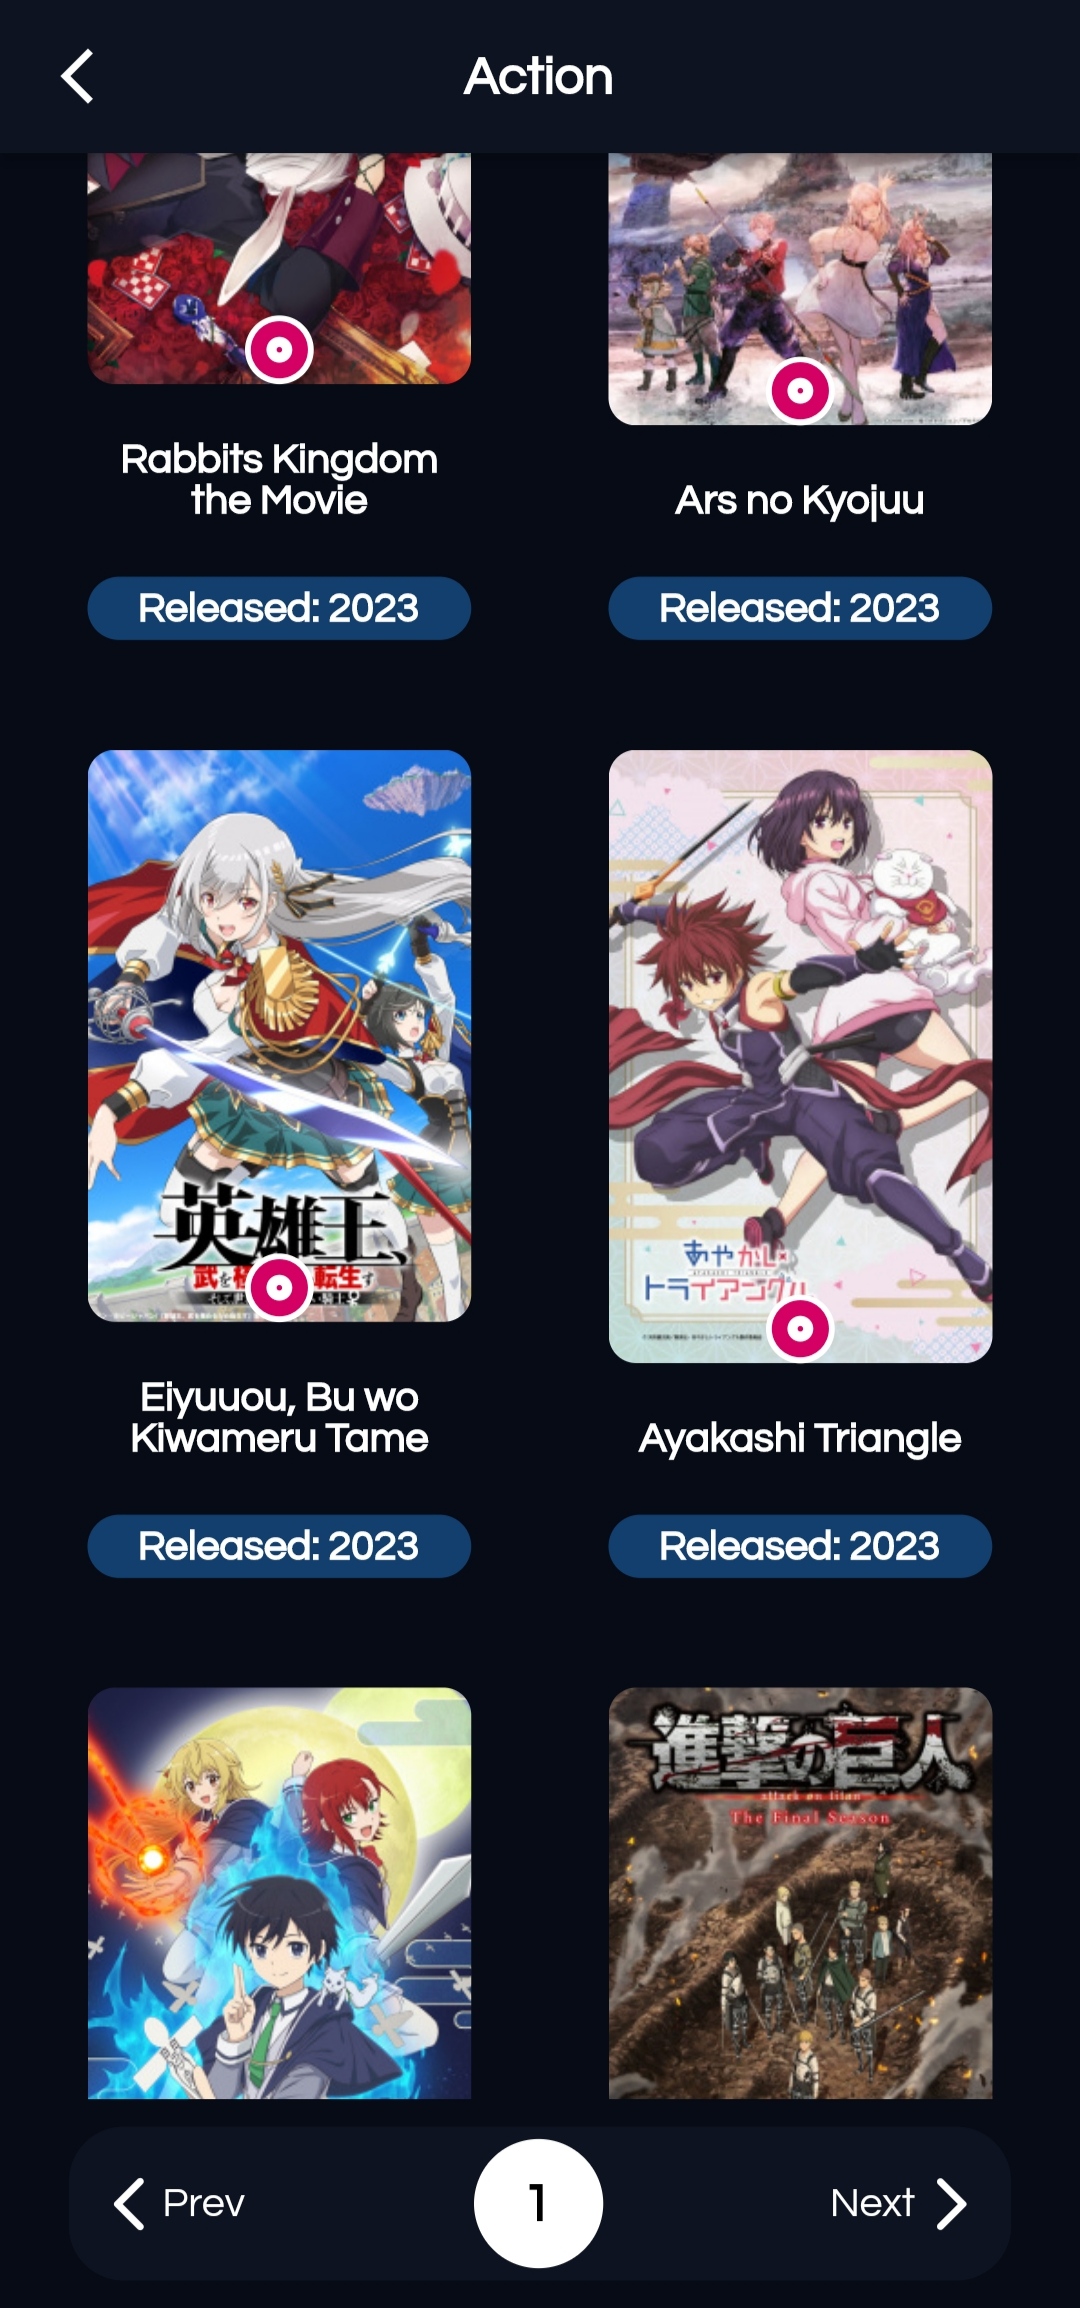 Action
Rabbits Kingdom
the Movie
Ars no Kyojuu
Released: 2023
Released: 2023
英雄王、
武を
転生す
あやかし
トライアングル
Eiyuuou, Bu wo
Kiwameru Tame
Ayakashi Triangle
Released: 2023
Released: 2023
進撃の巨人
attack on titan
The Final Season
Prev
1
Next